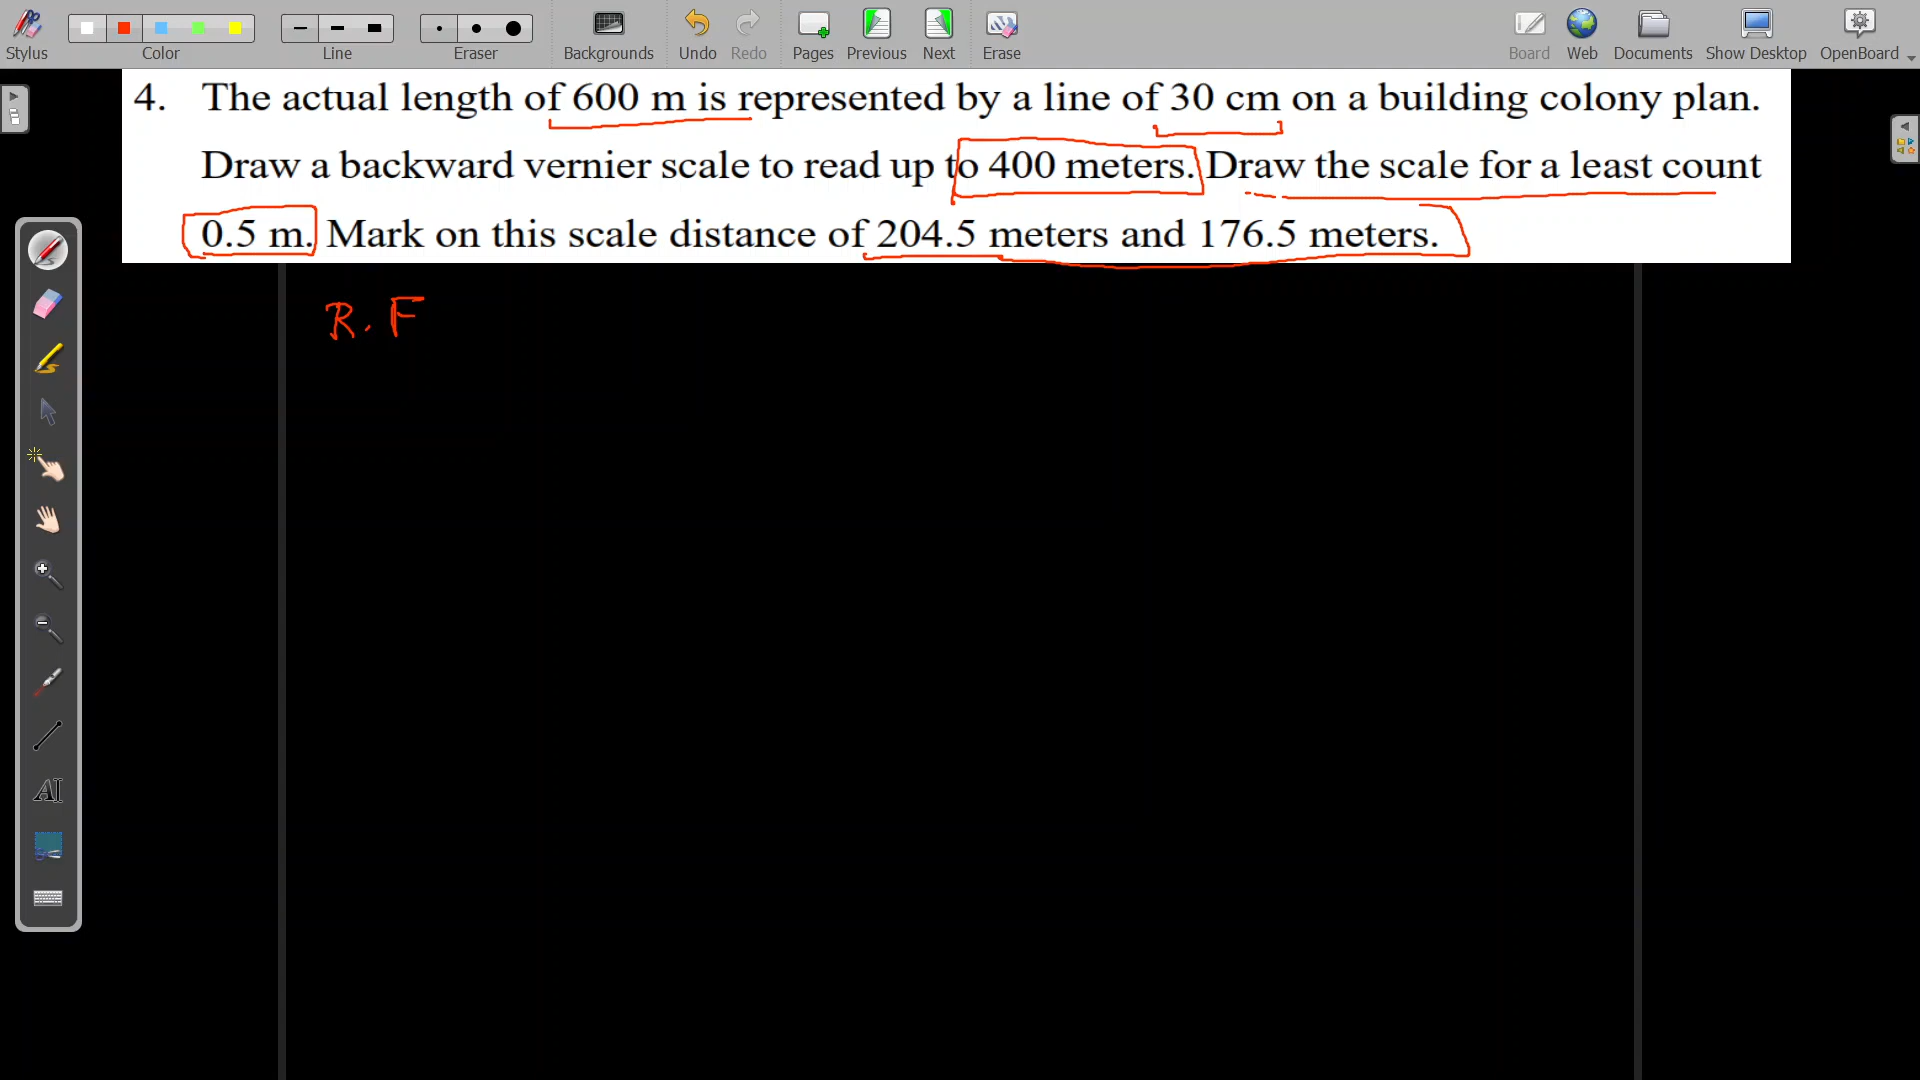 Stylus Color Line Eraser Backgrounds Undo Redo Pages Previous Next Erase Board Web Documents Show Desktop OpenBoard
4. The actual length of 600 m is represented by a line of 30 cm on a building colony plan.
Draw a backward vernier scale to read up to 400 meters. Draw the scale for a least count
0.5 m. Mark on this scale distance of 204.5 meters and 176.5 meters.
R. F
AI